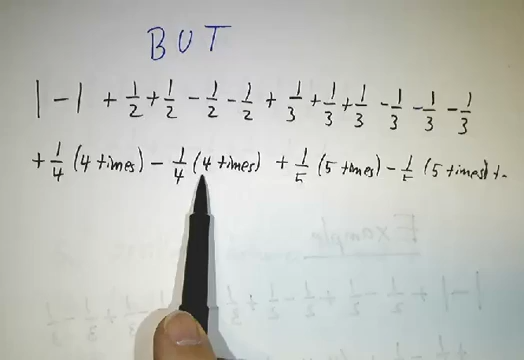 BUT
1 - 1 + 1/2 + 1/2 - 1/2 - 1/2 + 1/3 + 1/3 + 1/3 - 1/3 - 1/3 - 1/3
+ 1/4 (4 times) - 1/4 (4 times) + 1/5 (5 times) - 1/5 (5 times) + -
Example